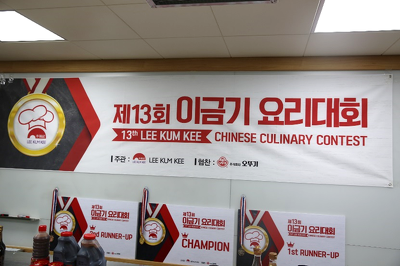 제13회 이금기 요리대회
13th LEE KUM KEE CHINESE CULINARY CONTEST
주관: LEE KUM KEE 협찬: 오뚜기
LEE KUM KEE
제13회
이금기 요리대회
2nd RUNNER-UP
제13회
이금기 요리대회
CHAMPION
제13회
이금기 요리대회
1st RUNNER-UP